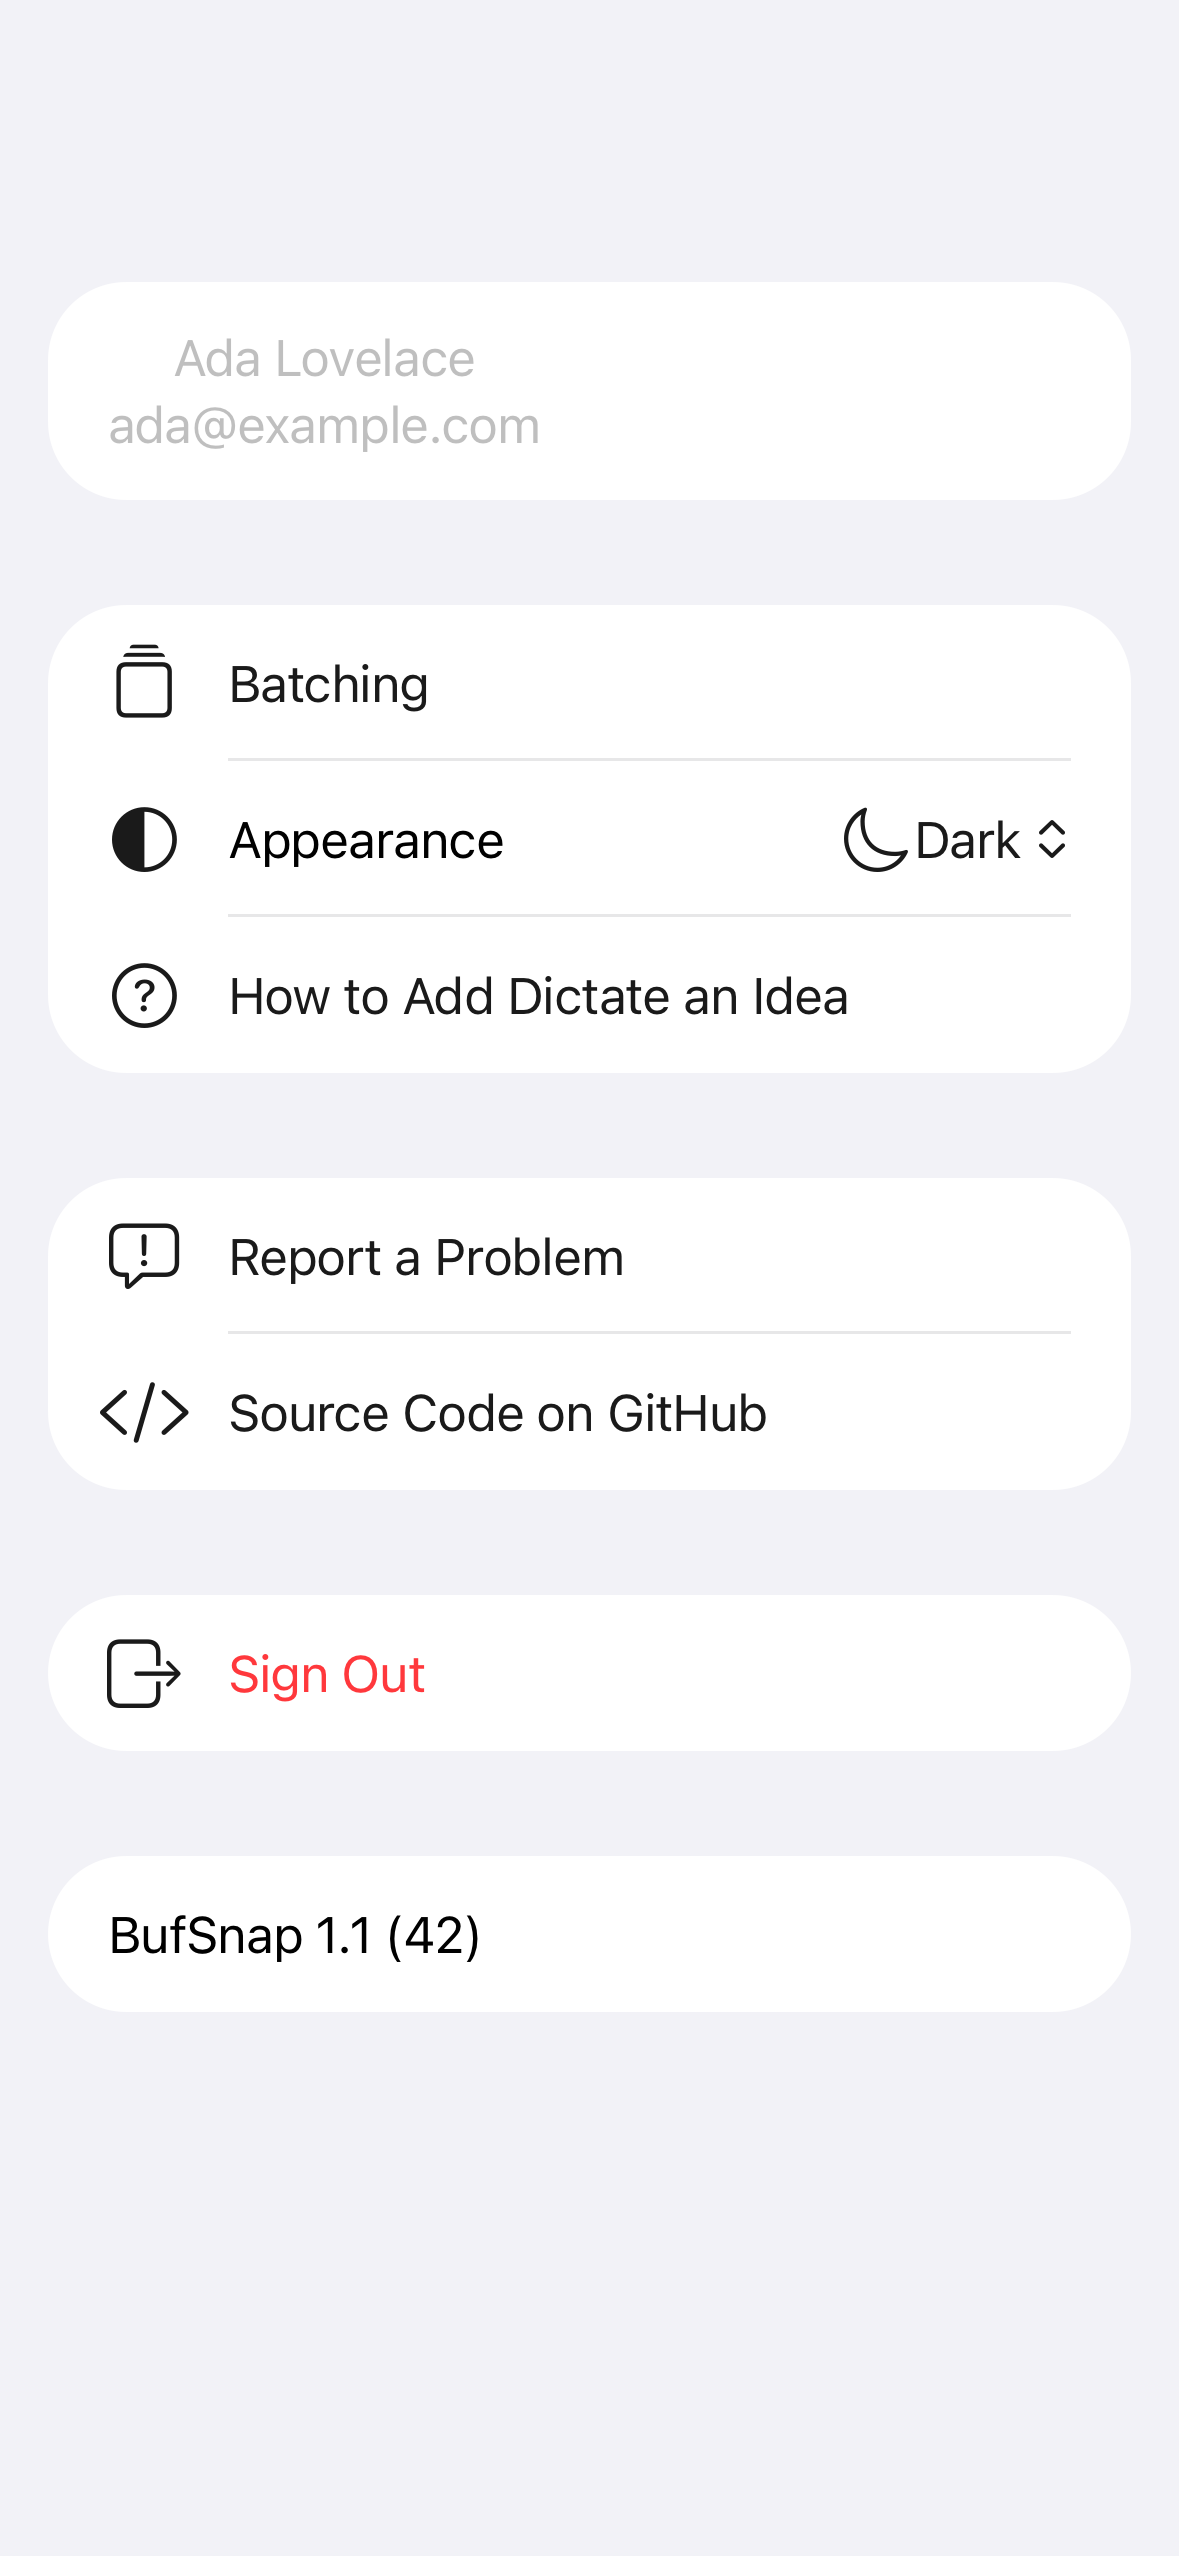 Ada Lovelace
ada@example.com
Batching
Appearance Dark
How to Add Dictate an Idea
Report a Problem
Source Code on GitHub
Sign Out
BufSnap 1.1 (42)